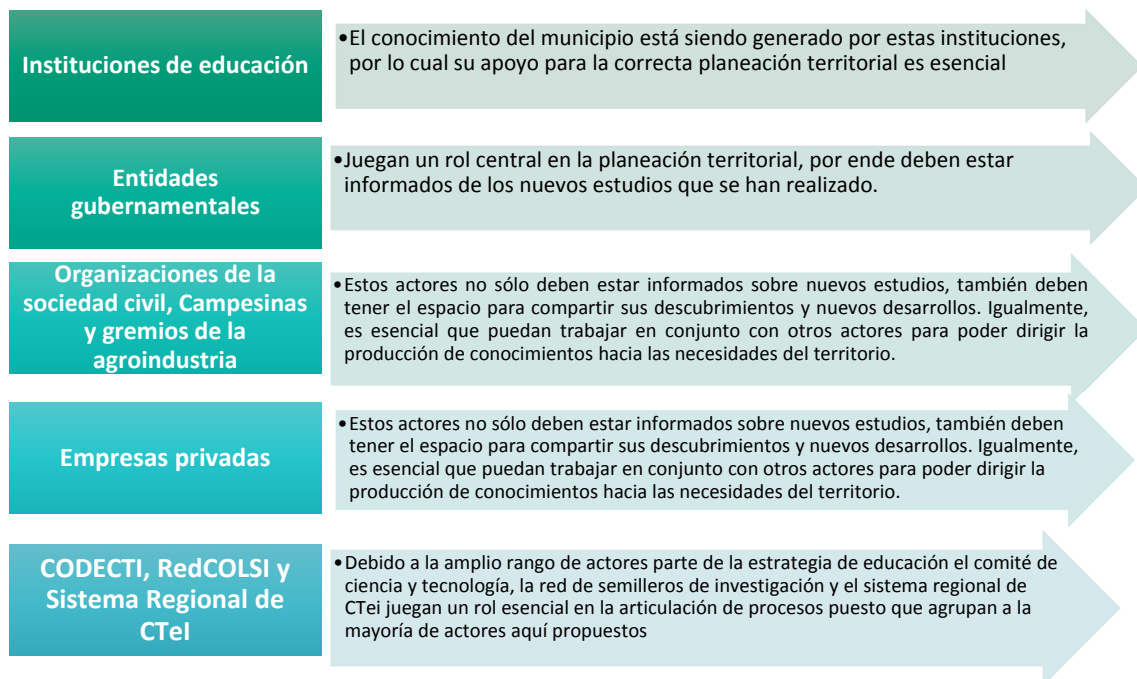 Instituciones de educación
•El conocimiento del municipio está siendo generado por estas instituciones,
por lo cual su apoyo para la correcta planeación territorial es esencial
Entidades
gubernamentales
•Juegan un rol central en la planeación territorial, por ende deben estar
informados de los nuevos estudios que se han realizado.
Organizaciones de la
sociedad civil, Campesinas
y gremios de la
agroindustria
•Estos actores no sólo deben estar informados sobre nuevos estudios, también deben
tener el espacio para compartir sus descubrimientos y nuevos desarrollos. Igualmente,
es esencial que puedan trabajar en conjunto con otros actores para poder dirigir la
producción de conocimientos hacia las necesidades del territorio.
Empresas privadas
•Estos actores no sólo deben estar informados sobre nuevos estudios, también deben
tener el espacio para compartir sus descubrimientos y nuevos desarrollos. Igualmente,
es esencial que puedan trabajar en conjunto con otros actores para poder dirigir la
producción de conocimientos hacia las necesidades del territorio.
CODECTI, RedCOLSI y
Sistema Regional de
CTeI
•Debido a la amplio rango de actores parte de la estrategia de educación el comité de
ciencia y tecnología, la red de semilleros de investigación y el sistema regional de
CTei juegan un rol esencial en la articulación de procesos puesto que agrupan a la
mayoría de actores aquí propuestos